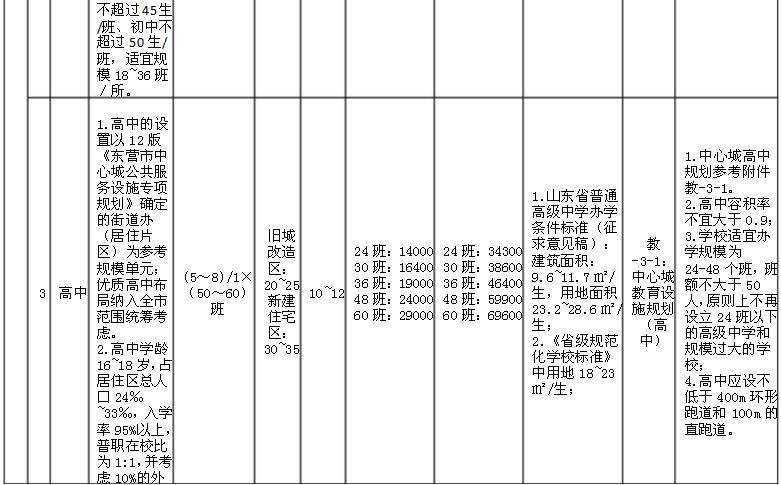 不超过45生
/班、初中不
超过50生/
班，适宜规
模18~36班
/所。
3
高中
1.高中的设
置以12版
《东营市中
心城公共服
务设施专项
规划》确定
的街道办
（居住片
区）为参考
规模单元；
优质高中布
局纳入全市
范围统筹考
虑。
2.高中学龄
16~18岁，占
居住区总人
口24‰
~33‰，入学
率95%以上，
普职在校比
为1:1，并考
虑10%的外
(5～8)/1×
(50～60)
班
旧城
改造
区：
20~25
新建
住宅
区：
30~35
10~12
24班：14000
30班：16400
36班：19000
48班：24000
60班：29000
24班：34300
30班：38600
36班：46400
48班：59900
60班：69600
1.山东省普通
高级中学办学
条件标准（征
求意见稿）：
建筑面积：
9.6~11.7㎡/
生，用地面积
23.2~28.6㎡/
生；
2.《省级规范
化学校标准》
中用地18~23
㎡/生；
教
-3-1：
中心城
教育设
施规划
（高
中）
1.中心城高中
规划参考附件
教-3-1。
2.高中容积率
不宜大于0.9；
3.学校适宜办
学规模为
24-48个班，班
额不大于50
人，原则上不再
设立24班以下
的高级中学和
规模过大的学
校；
4.高中应设不
低于400m环形
跑道和100m的
直跑道。